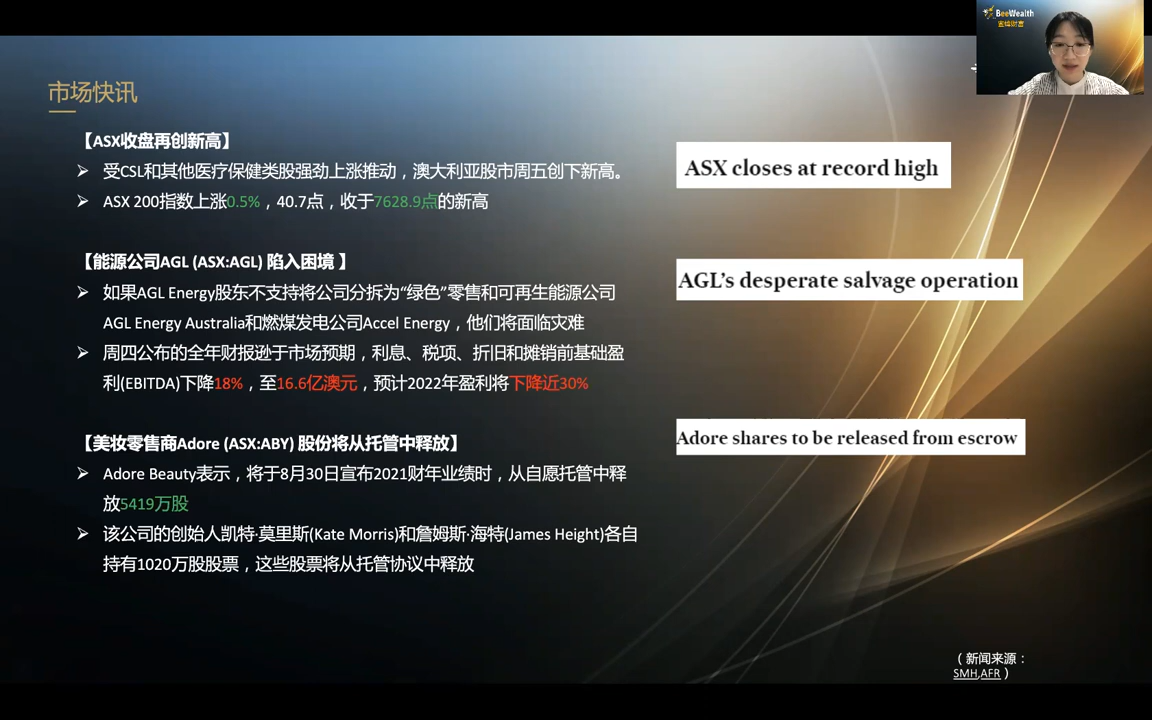 BeeWealth
蜜蜂财富
市场快讯
【ASX收盘再创新高】
受CSL和其他医疗保健类股强劲上涨推动，澳大利亚股市周五创下新高。
ASX 200指数上涨0.5%，40.7点，收于7628.9点的新高
ASX closes at record high
【能源公司AGL (ASX:AGL) 陷入困境 】
如果AGL Energy股东不支持将公司分拆为“绿色”零售和可再生能源公司
AGL Energy Australia和燃煤发电公司Accel Energy，他们将面临灾难
周四公布的全年财报逊于市场预期，利息、税项、折旧和摊销前基础盈
利(EBITDA)下降18%，至16.6亿澳元，预计2022年盈利将下降近30%
AGL’s desperate salvage operation
【美妆零售商Adore (ASX:ABY) 股份将从托管中释放】
Adore Beauty表示，将于8月30日宣布2021财年业绩时，从自愿托管中释
放5419万股
该公司的创始人凯特·莫里斯(Kate Morris)和詹姆斯·海特(James Height)各自
持有1020万股股票，这些股票将从托管协议中释放
Adore shares to be released from escrow
（新闻来源：
SMH,AFR）